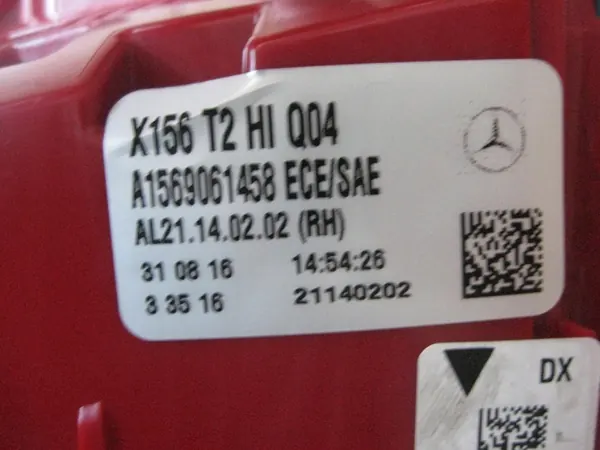 X156 T2 HI Q04
A1569061458 ECE/SAE
AL21.14.02.02 (RH)
31 08 16 14:54:26
3 35 16 21140202
DX